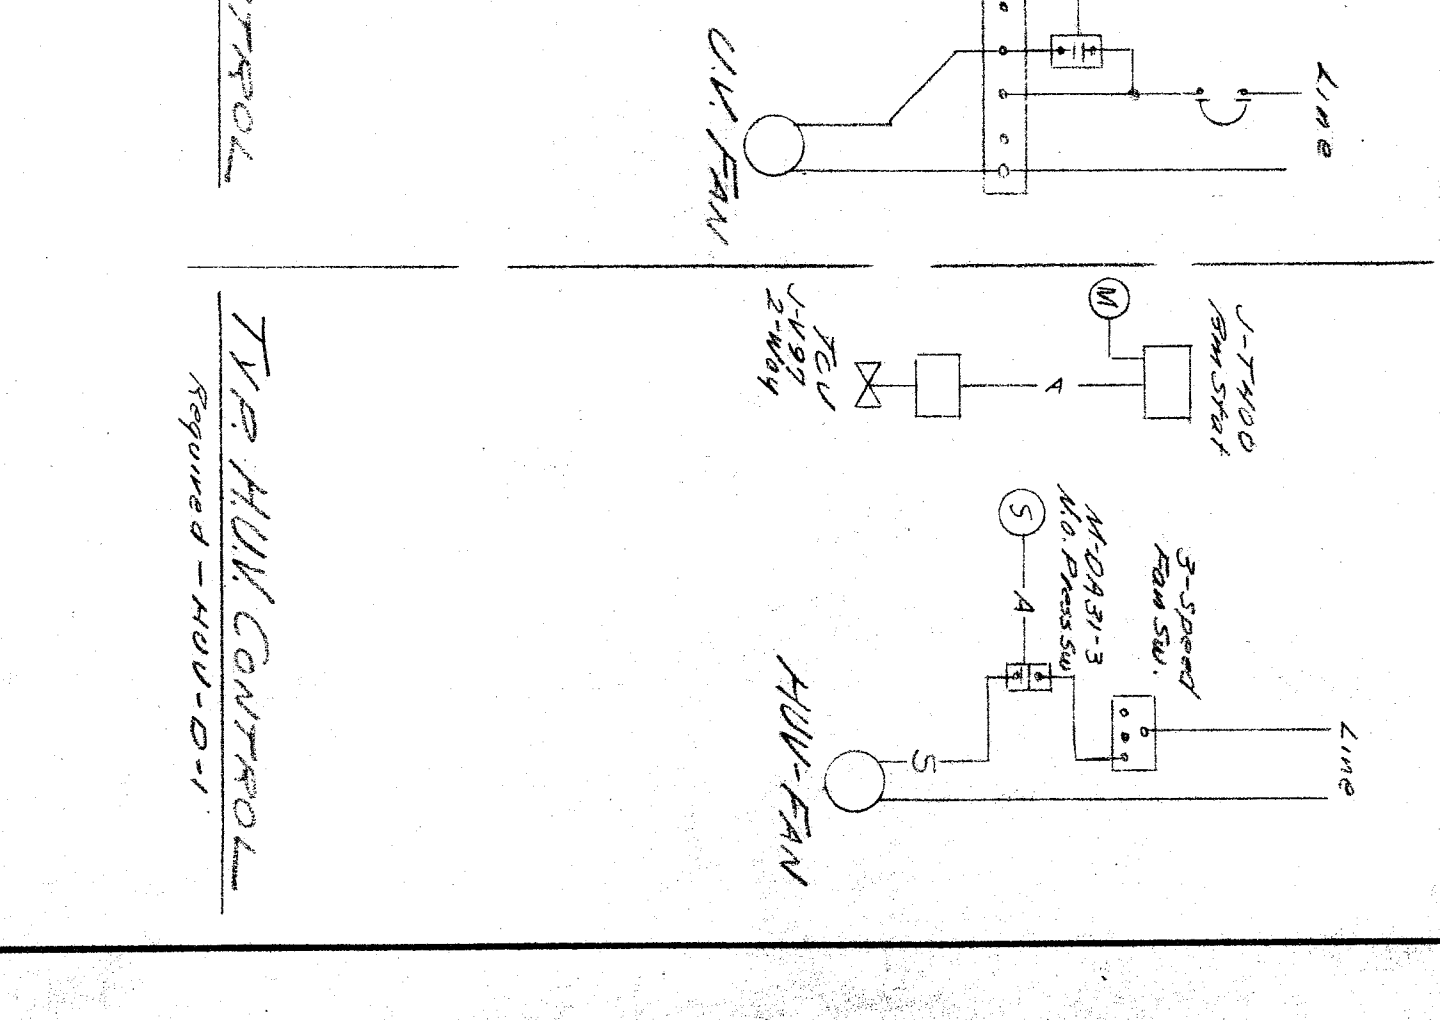 Line
U.V. FAN
TROL
J-T400
Rm Stat
M
A
TCV
J-V97
2-Way
3-Speed
Fan Sw.
M-DA31-3
N.O. Press Sw
S
A
Line
S
HUV-FAN
TYP. H.U.V. CONTROL
Required - HUV-D-1